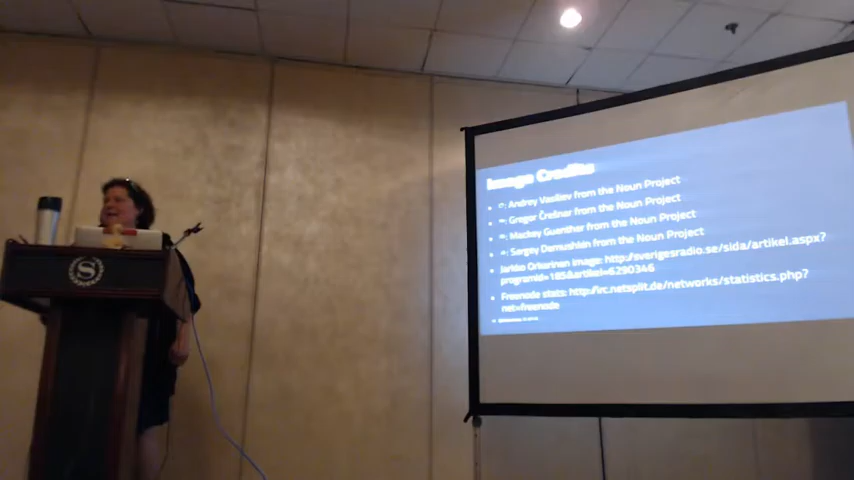 Image Credits
: Andrey Vasiliev from the Noun Project
: Gregor Črešnar from the Noun Project
: Mackey Guenther from the Noun Project
: Sergey Demushkin from the Noun Project
Jarkko Oikarinen image: http://sverigesradio.se/sida/artikel.aspx?
programid=185&artikel=6290346
Freenode stats: http://irc.netsplit.de/networks/statistics.php?
net=freenode
S